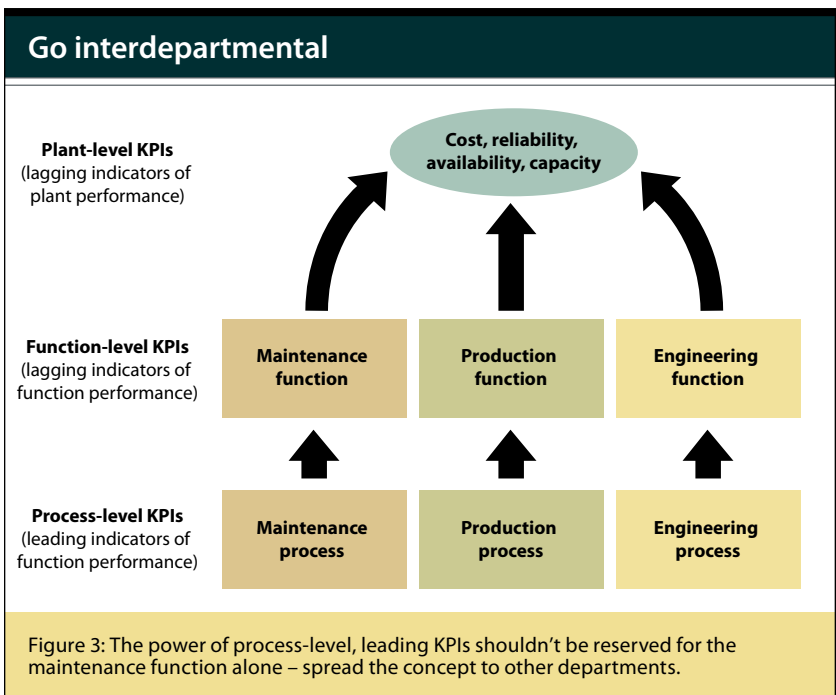 Go interdepartmental
Plant-level KPIs
(lagging indicators of
plant performance)
Cost, reliability,
availability, capacity
Function-level KPIs
(lagging indicators of
function performance)
Maintenance
function
Production
function
Engineering
function
Process-level KPIs
(leading indicators of
function performance)
Maintenance
process
Production
process
Engineering
process
Figure 3: The power of process-level, leading KPIs shouldn’t be reserved for the
maintenance function alone – spread the concept to other departments.